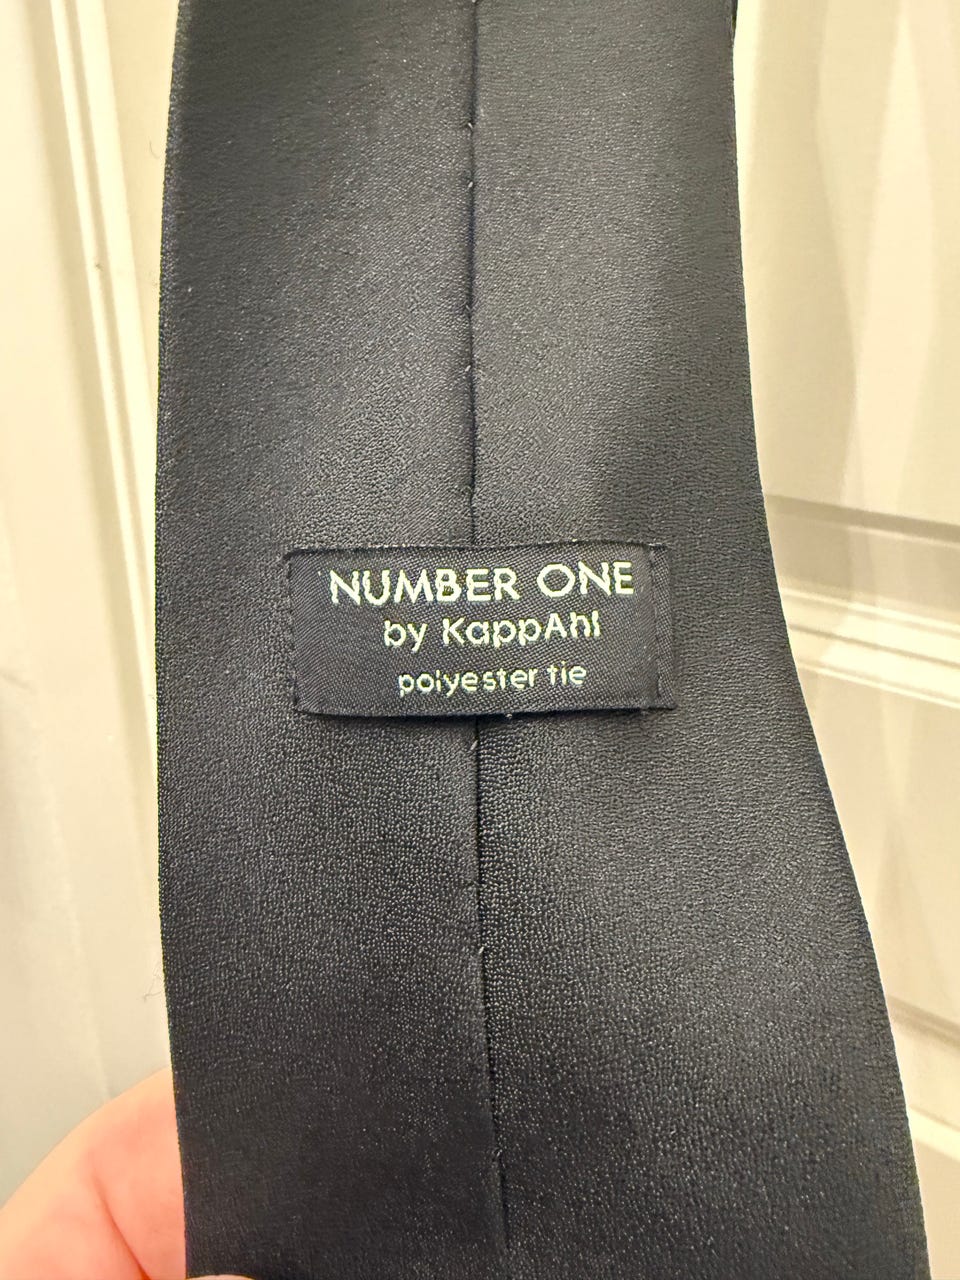 NUMBER ONE
by KappAhl
polyester tie